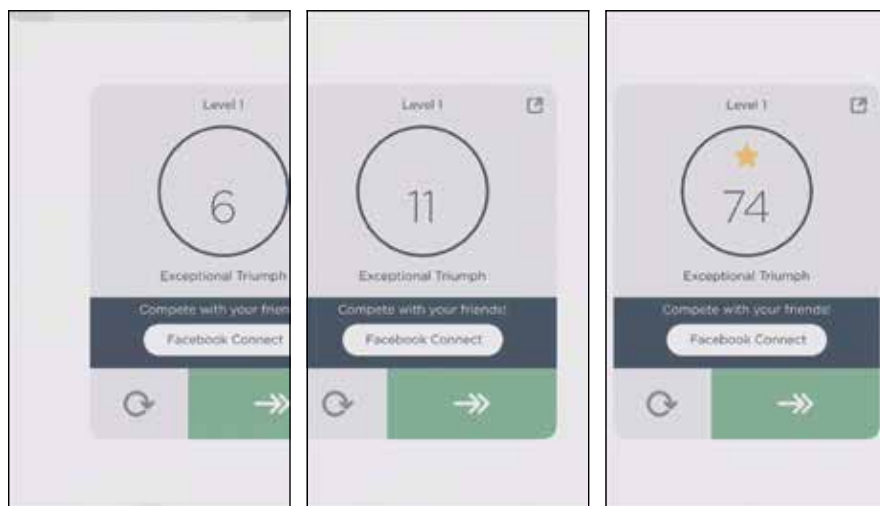 Level 1
6
Exceptional Triumph
Compete with your frien
Facebook Connect
Level 1
11
Exceptional Triumph
Compete with your friends!
Facebook Connect
Level 1
74
Exceptional Triumph
Compete with your friends!
Facebook Connect